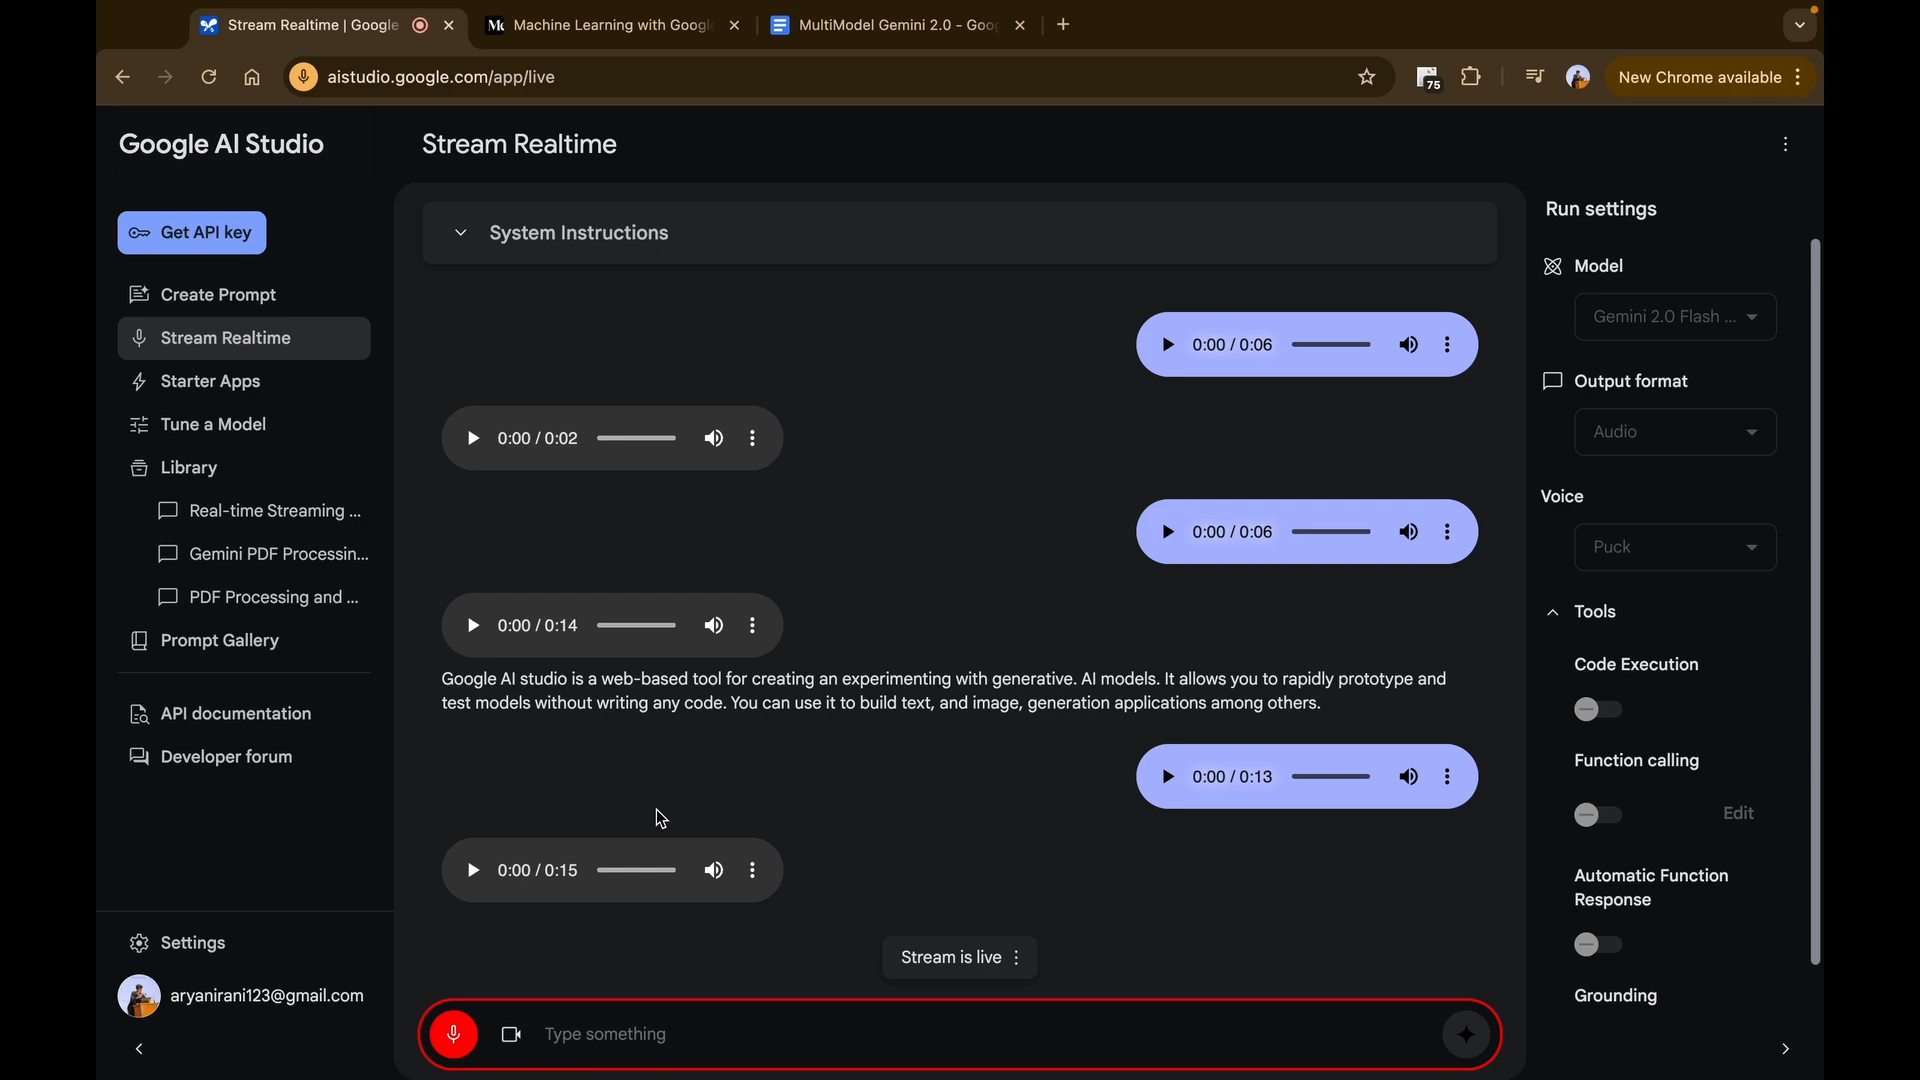 Stream Realtime | Google
Machine Learning with Googl
MultiModel Gemini 2.0 - Goo
aistudio.google.com/app/live
75
New Chrome available
Google AI Studio
Stream Realtime
Get API key
Create Prompt
Stream Realtime
Starter Apps
Tune a Model
Library
Real-time Streaming ...
Gemini PDF Processin...
PDF Processing and ...
Prompt Gallery
API documentation
Developer forum
Settings
aryanirani123@gmail.com
System Instructions
0:00 / 0:06
0:00 / 0:02
0:00 / 0:06
0:00 / 0:14
Google AI studio is a web-based tool for creating an experimenting with generative. AI models. It allows you to rapidly prototype and
test models without writing any code. You can use it to build text, and image, generation applications among others.
0:00 / 0:13
0:00 / 0:15
Stream is live
Type something
Run settings
Model
Gemini 2.0 Flash ...
Output format
Audio
Voice
Puck
Tools
Code Execution
Function calling
Edit
Automatic Function
Response
Grounding